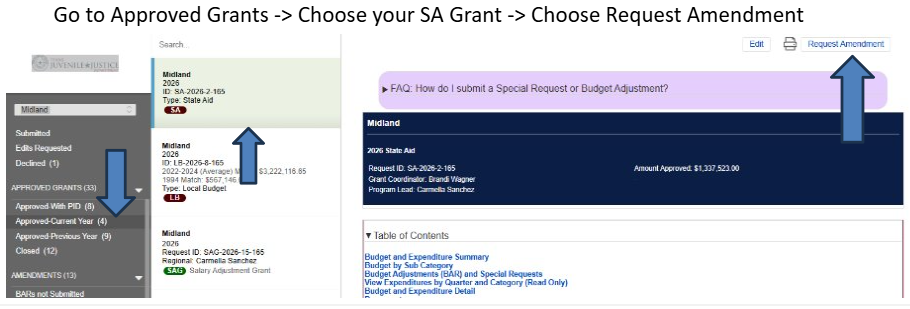 Go to Approved Grants -> Choose your SA Grant -> Choose Request Amendment
JUVENILE★JUSTICE
Midland
Submitted
Edits Requested
Declined (1)
APPROVED GRANTS (33)
Approved-With PID (8)
Approved-Current Year (4)
Approved-Previous Year (9)
Closed (12)
AMENDMENTS (13)
BARs not Submitted
Search...
Midland
2026
ID: SA-2026-2-165
Type: State Aid
SA
Midland
2026
ID: LB-2026-8-165
2022-2024 (Average) M $3,222,116.65
1994 Match: $567,146
Type: Local Budget
LB
Midland
2026
Request ID: SAG-2026-15-165
Regional: Carmella Sanchez
SAG Salary Adjustment Grant
Edit
Request Amendment
▶ FAQ: How do I submit a Special Request or Budget Adjustment?
Midland
2026 State Aid
Request ID: SA-2026-2-165
Amount Approved: $1,337,523.00
Grant Coordinator: Brandi Wagner
Program Lead: Carmella Sanchez
▼ Table of Contents
Budget and Expenditure Summary
Budget by Sub Category
Budget Adjustments (BAR) and Special Requests
View Expenditures by Quarter and Category (Read Only)
Budget and Expenditure Detail